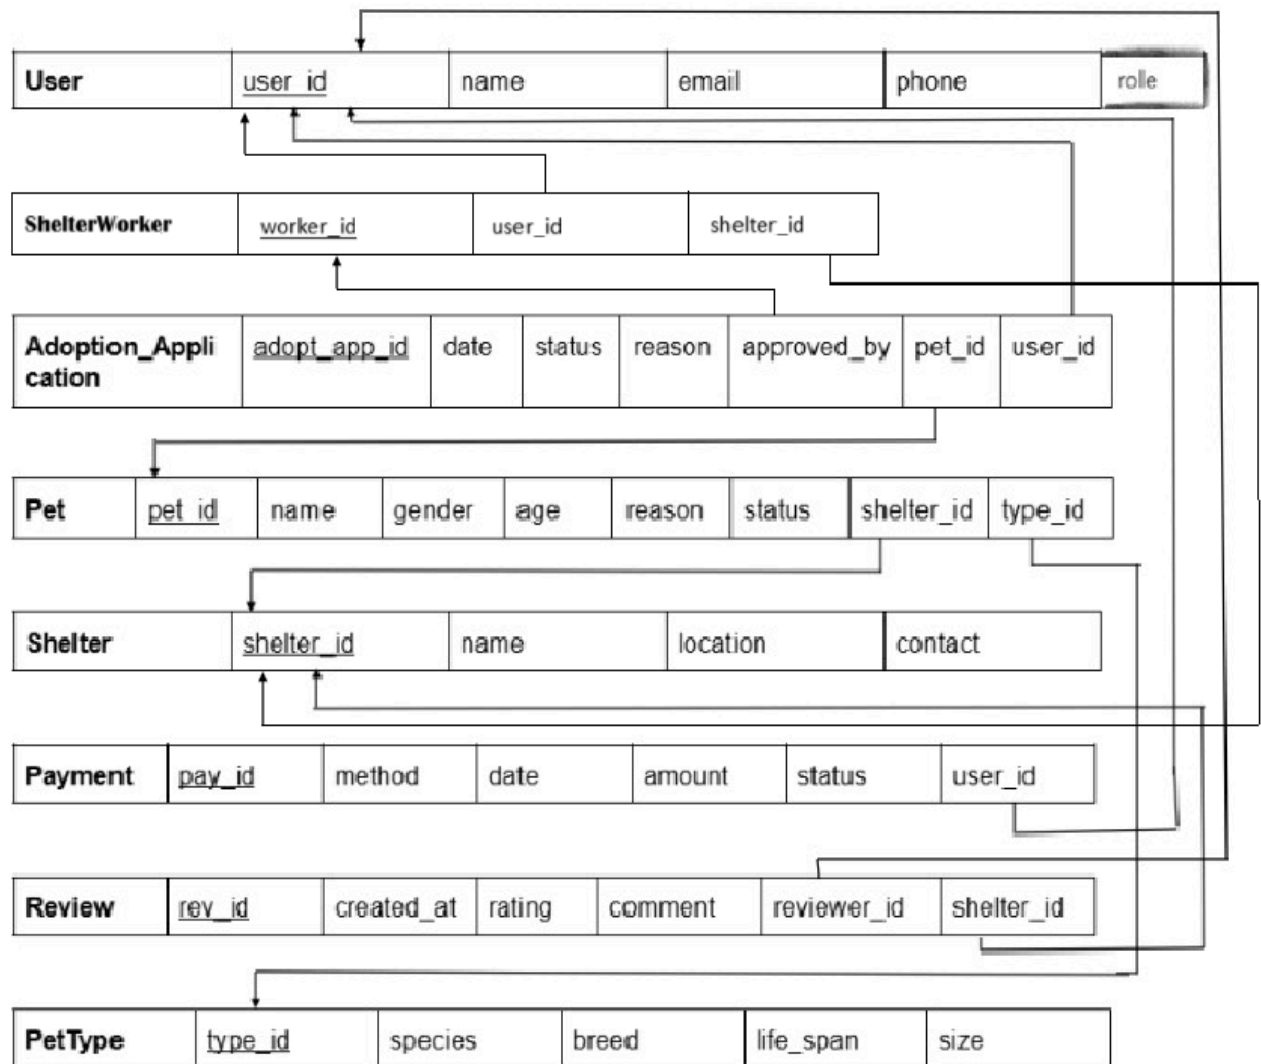 User user_id name email phone rolle
ShelterWorker worker_id user_id shelter_id
Adoption_Appli adopt_app_id date status reason approved_by pet_id user_id
cation
Pet pet_id name gender age reason status shelter_id type_id
Shelter shelter_id name location contact
Payment pay_id method date amount status user_id
Review rev_id created_at rating comment reviewer_id shelter_id
PetType type_id species breed life_span size